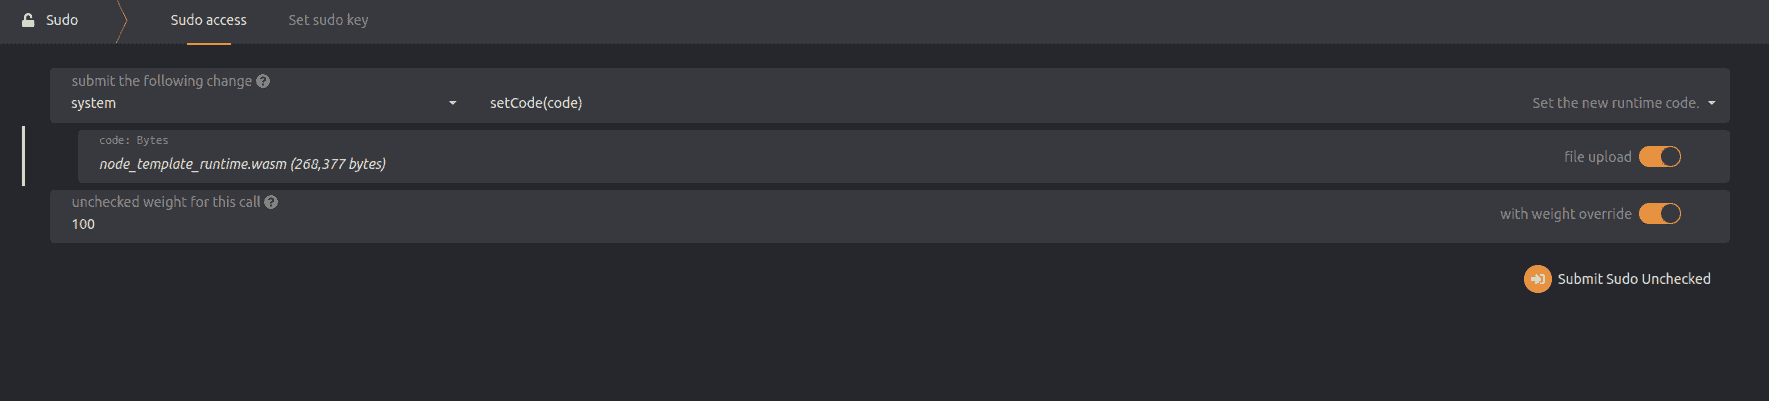 Sudo Sudo access Set sudo key
submit the following change
system setCode(code) Set the new runtime code.
code: Bytes
node_template_runtime.wasm (268,377 bytes) file upload
unchecked weight for this call
100 with weight override
Submit Sudo Unchecked